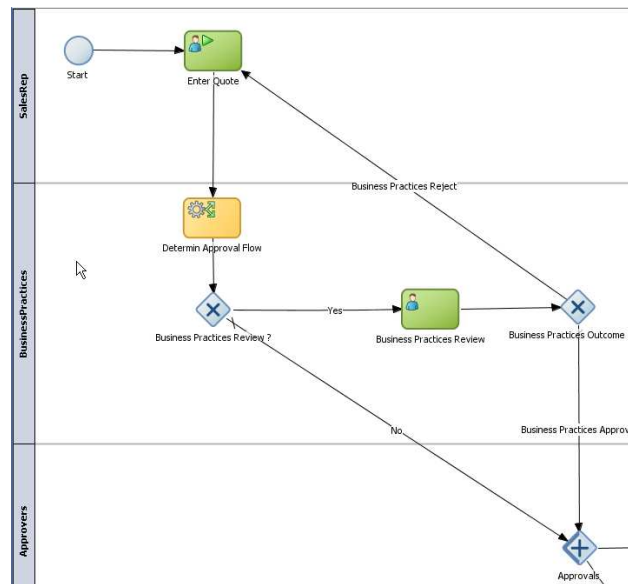 SalesRep
Start
Enter Quote
Business Practices Reject
BusinessPractices
Determin Approval Flow
Yes
Business Practices Review ?
Business Practices Review
Business Practices Outcome
No
Business Practices Approv
Approvers
Approvals